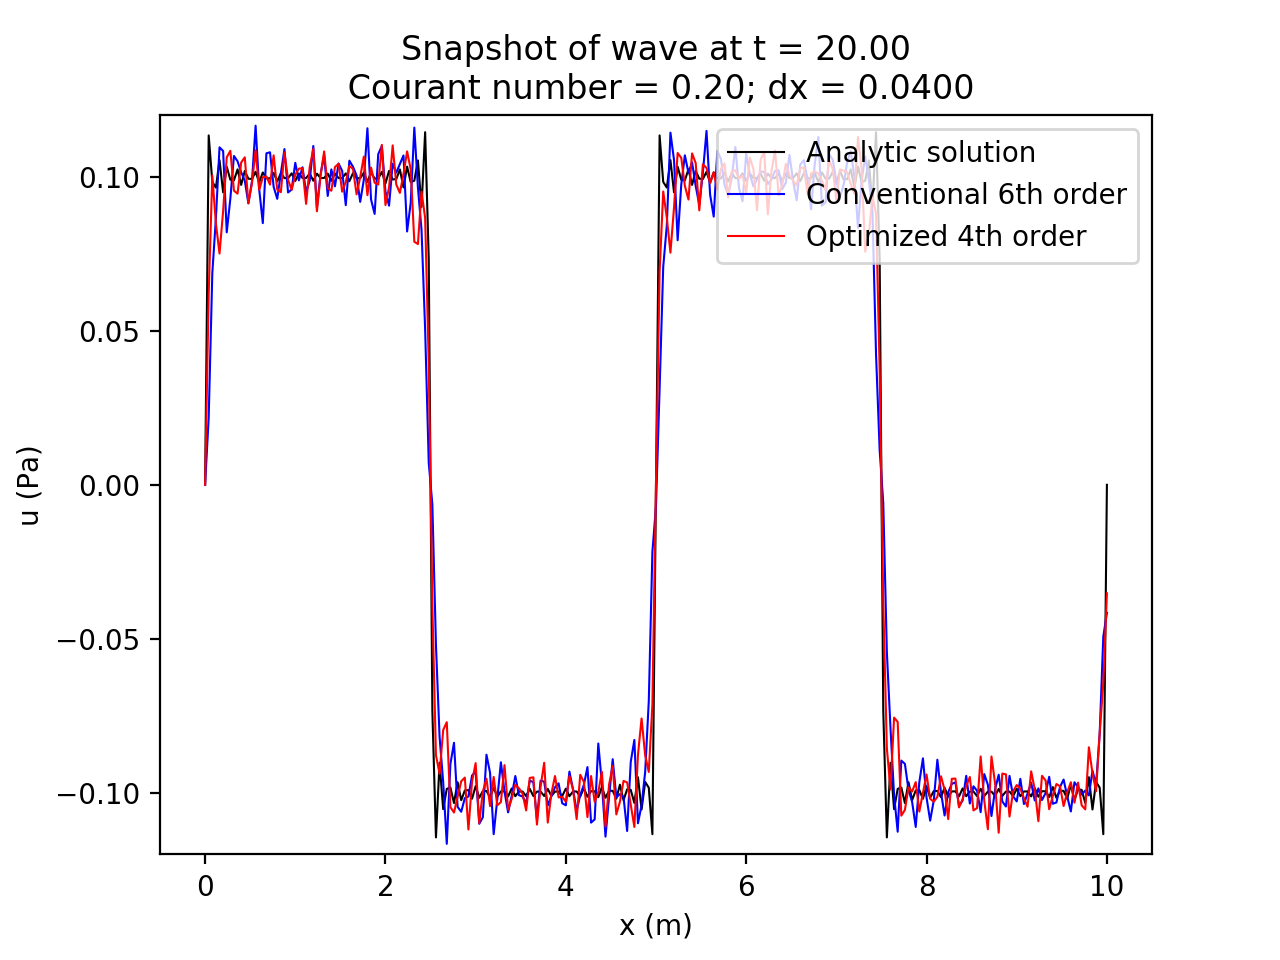 Snapshot of wave at t = 20.00
Courant number = 0.20; dx = 0.0400
Analytic solution
Conventional 6th order
Optimized 4th order
0.10
0.05
0.00
−0.05
−0.10
u (Pa)
0 2 4 6 8 10
x (m)